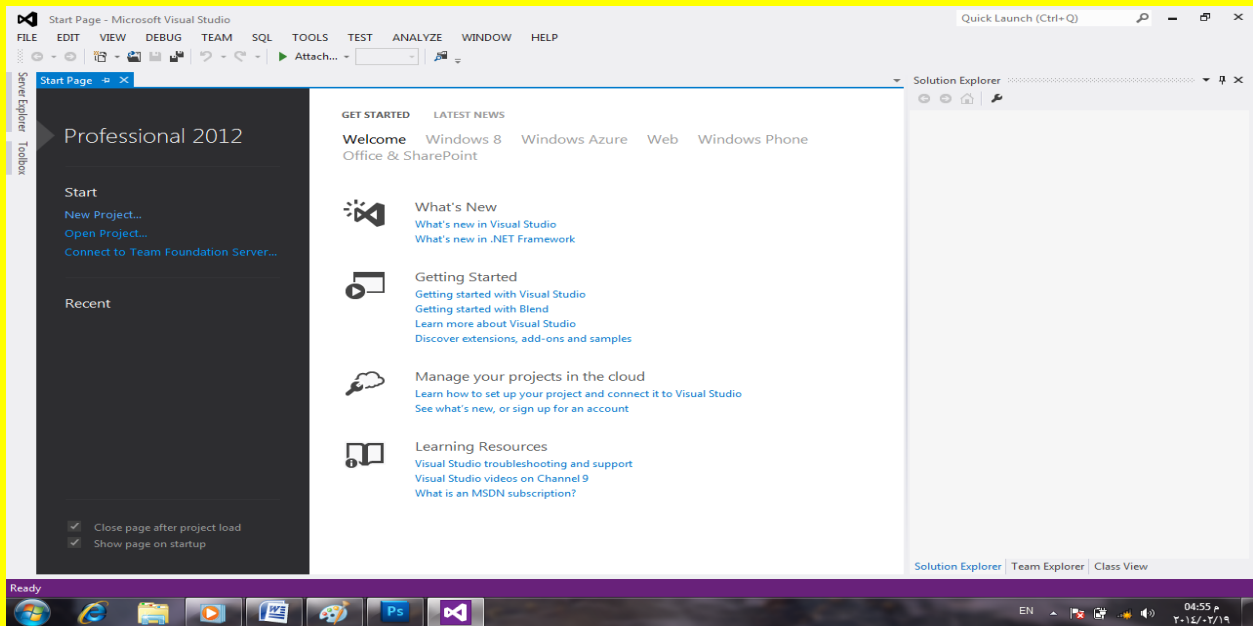 Start Page - Microsoft Visual Studio
Quick Launch (Ctrl+Q)
FILE EDIT VIEW DEBUG TEAM SQL TOOLS TEST ANALYZE WINDOW HELP
Attach...
Server Explorer
Toolbox
Start Page
Professional 2012
Start
New Project...
Open Project...
Connect to Team Foundation Server...
Recent
Close page after project load
Show page on startup
GET STARTED LATEST NEWS
Welcome Windows 8 Windows Azure Web Windows Phone
Office & SharePoint
What's New
What's new in Visual Studio
What's new in .NET Framework
Getting Started
Getting started with Visual Studio
Getting started with Blend
Learn more about Visual Studio
Discover extensions, add-ons and samples
Manage your projects in the cloud
Learn how to set up your project and connect it to Visual Studio
See what's new, or sign up for an account
Learning Resources
Visual Studio troubleshooting and support
Visual Studio videos on Channel 9
What is an MSDN subscription?
Solution Explorer
Solution Explorer Team Explorer Class View
Ready
Ps
EN
04:55 م
٢٠١٤/٠٢/١٩